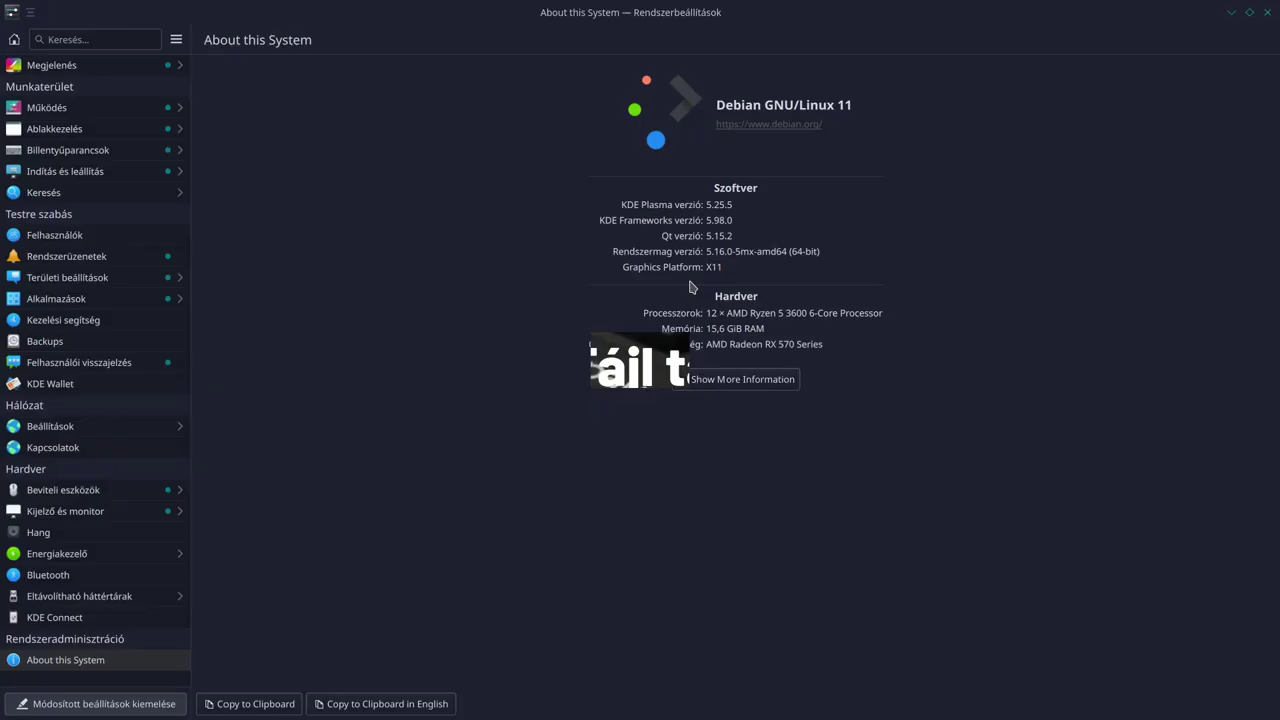 About this System — Rendszerbeállítások
Keresés...
About this System
Megjelenés
Munkaterület
Működés
Ablakkezelés
Billentyűparancsok
Indítás és leállítás
Keresés
Testre szabás
Felhasználók
Rendszerüzenetek
Területi beállítások
Alkalmazások
Kezelési segítség
Backups
Felhasználói visszajelzés
KDE Wallet
Hálózat
Beállítások
Kapcsolatok
Hardver
Beviteli eszközök
Kijelző és monitor
Hang
Energiakezelő
Bluetooth
Eltávolítható háttértárak
KDE Connect
Rendszeradminisztráció
About this System
Módosított beállítások kiemelése
Debian GNU/Linux 11
https://www.debian.org/
Szoftver
KDE Plasma verzió: 5.25.5
KDE Frameworks verzió: 5.98.0
Qt verzió: 5.15.2
Rendszermag verzió: 5.16.0-5mx-amd64 (64-bit)
Graphics Platform: X11
Hardver
Processzorok: 12 × AMD Ryzen 5 3600 6-Core Processor
Memória: 15,6 GiB RAM
AMD Radeon RX 570 Series
Show More Information
Copy to Clipboard
Copy to Clipboard in English